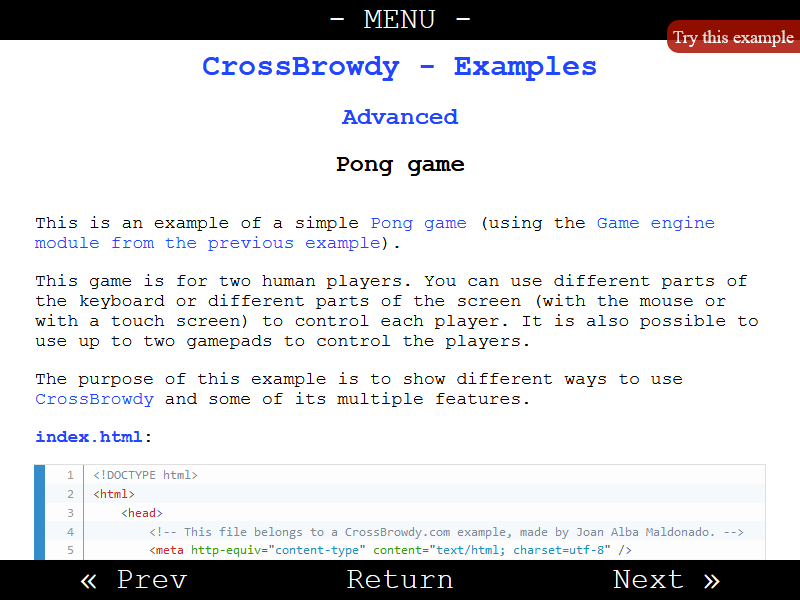 - MENU -
Try this example
CrossBrowdy - Examples
Advanced
Pong game
This is an example of a simple Pong game (using the Game engine
module from the previous example).
This game is for two human players. You can use different parts of
the keyboard or different parts of the screen (with the mouse or
with a touch screen) to control each player. It is also possible to
use up to two gamepads to control the players.
The purpose of this example is to show different ways to use
CrossBrowdy and some of its multiple features.
index.html:
1 <!DOCTYPE html>
2 <html>
3 <head>
4 <!-- This file belongs to a CrossBrowdy.com example, made by Joan Alba Maldonado. -->
5 <meta http-equiv="content-type" content="text/html; charset=utf-8" />
« Prev Return Next »